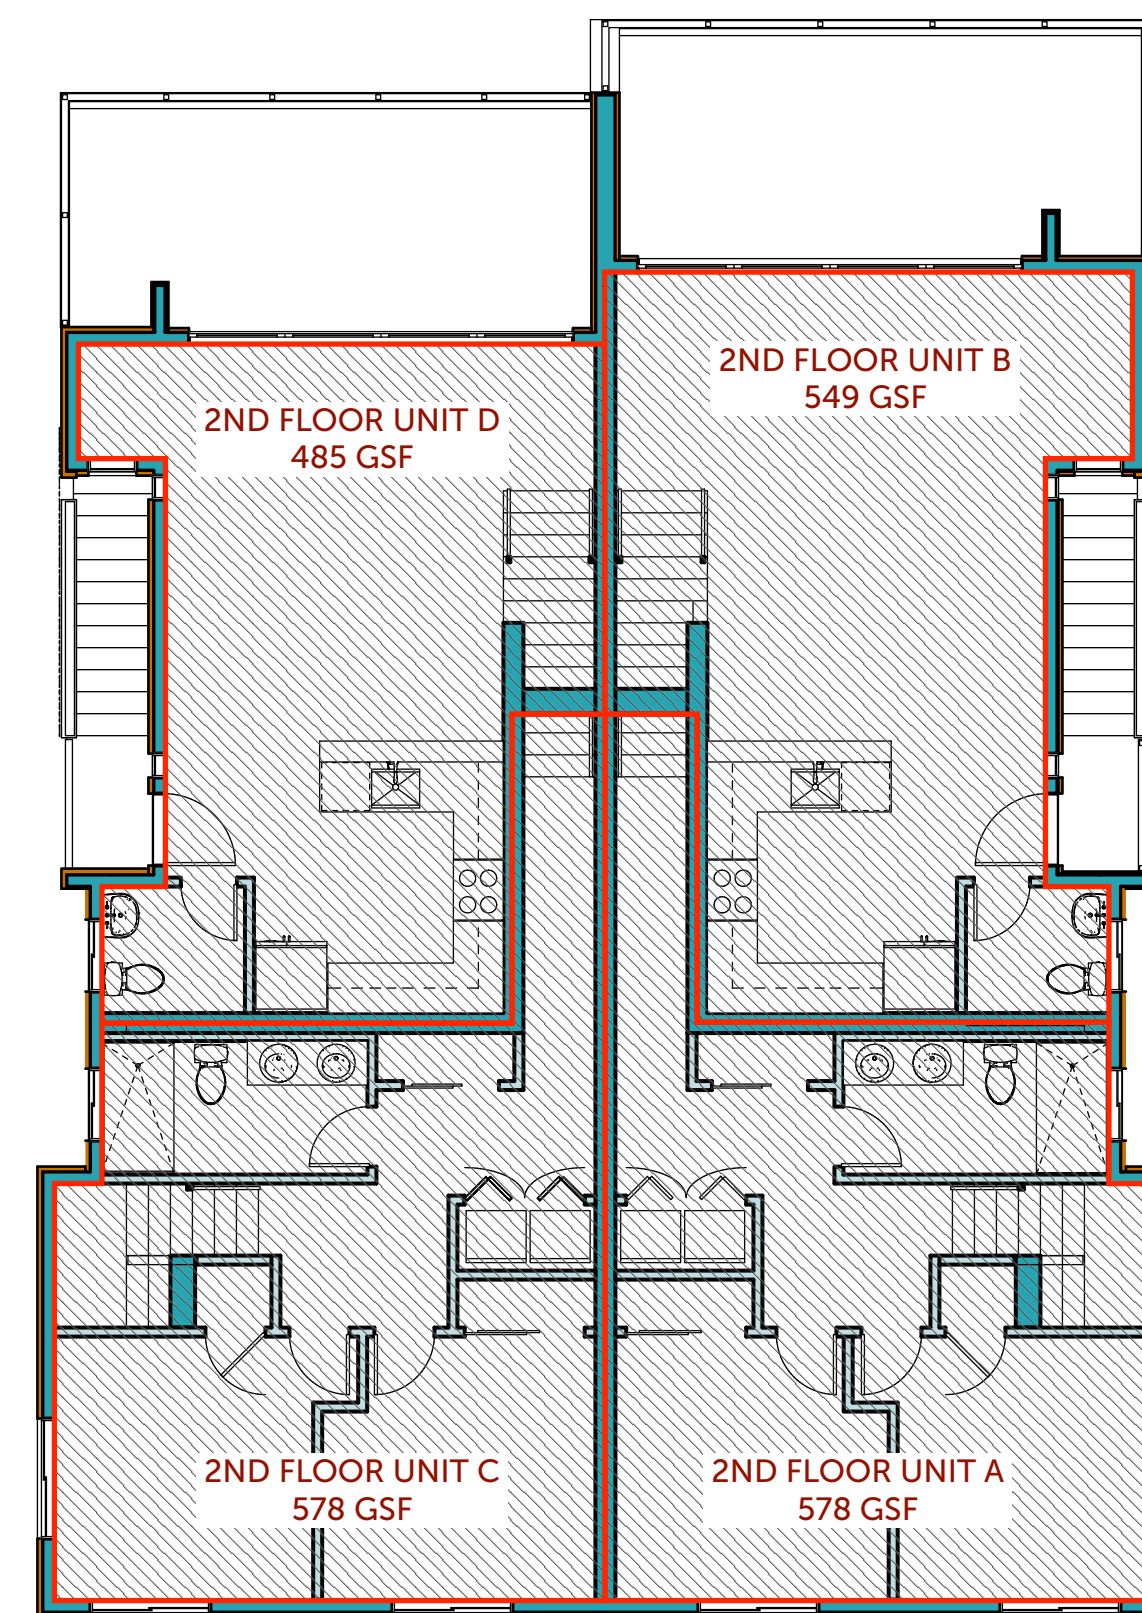 2ND FLOOR UNIT B
549 GSF
2ND FLOOR UNIT D
485 GSF
2ND FLOOR UNIT C
578 GSF
2ND FLOOR UNIT A
578 GSF